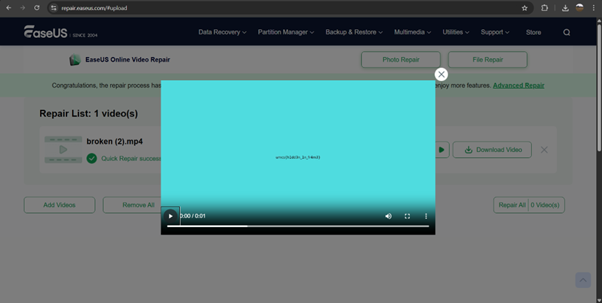 repair.easeus.com/#upload
EaseUS
SINCE 2004
Data Recovery
Partition Manager
Backup & Restore
Multimedia
Utilities
Support
Store
EaseUS Online Video Repair
Photo Repair
File Repair
Congratulations, the repair process has
enjoy more features. Advanced Repair
Repair List: 1 video(s)
broken (2).mp4
Quick Repair success
Download Video
0:00 / 0:01
Add Videos
Remove All
Repair All
0 Video(s)